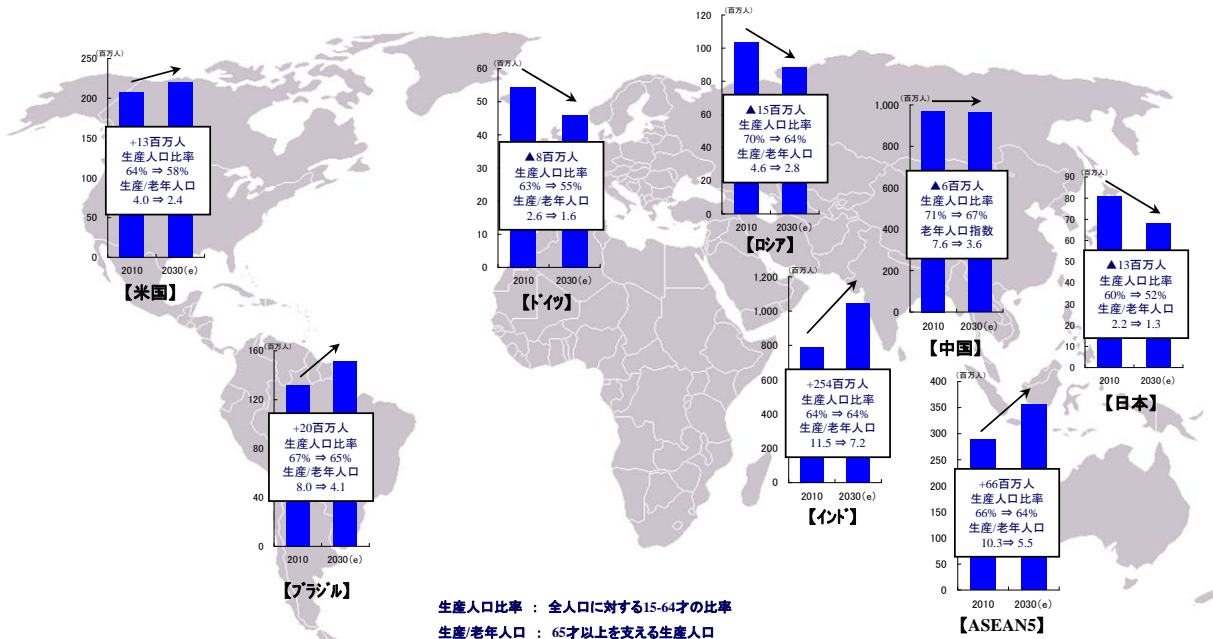 (百万人)
250
200
150
100
50
0
+13百万人
生産人口比率
64% ⇒ 58%
生産/老年人口
4.0 ⇒ 2.4
2010
2030(e)
【米国】
(百万人)
160
120
80
40
0
+20百万人
生産人口比率
67% ⇒ 65%
生産/老年人口
8.0 ⇒ 4.1
2010
2030(e)
【ブラジル】
(百万人)
60
50
40
30
20
10
0
▲8百万人
生産人口比率
63% ⇒ 55%
生産/老年人口
2.6 ⇒ 1.6
2010
2030(e)
【ドイツ】
(百万人)
120
100
80
60
40
20
0
▲15百万人
生産人口比率
70% ⇒ 64%
生産/老年人口
4.6 ⇒ 2.8
【ロシア】
(百万人)
1,200
1,000
800
600
400
200
0
+254百万人
生産人口比率
64% ⇒ 64%
生産/老年人口
11.5 ⇒ 7.2
2010
2030(e)
【インド】
(百万人)
1,000
800
600
400
200
0
▲6百万人
生産人口比率
71% ⇒ 67%
老年人口指数
7.6 ⇒ 3.6
2010
2030(e)
【中国】
(百万人)
90
80
70
60
50
40
30
20
10
0
▲13百万人
生産人口比率
60% ⇒ 52%
生産/老年人口
2.2 ⇒ 1.3
2010
2030(e)
【日本】
(百万人)
400
350
300
250
200
150
100
50
0
+66百万人
生産人口比率
66% ⇒ 64%
生産/老年人口
10.3⇒ 5.5
2010
2030(e)
【ASEAN5】
生産人口比率 : 全人口に対する15-64才の比率
生産/老年人口 : 65才以上を支える生産人口